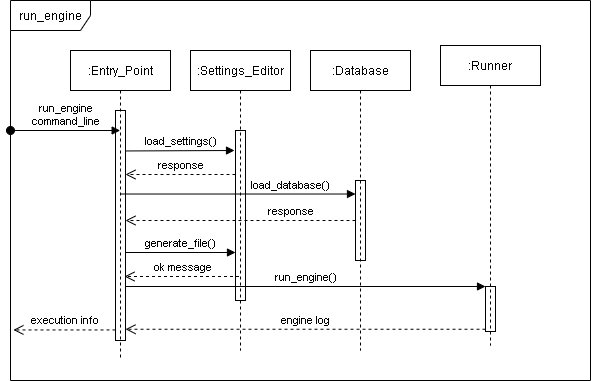 run_engine
:Entry_Point
:Settings_Editor
:Database
:Runner
run_engine
command_line
load_settings()
response
load_database()
response
generate_file()
ok message
run_engine()
execution info
engine log